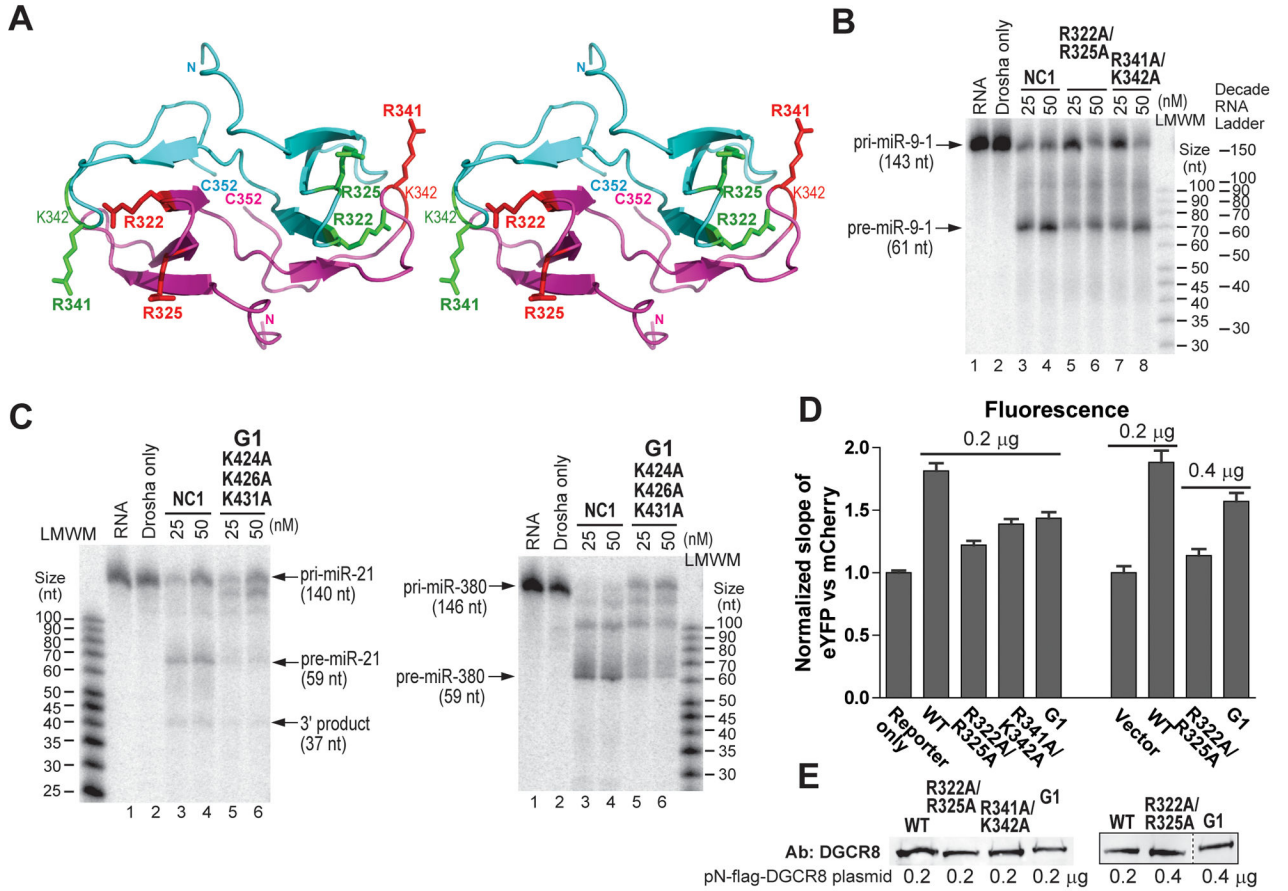 A
N
R341
R325
K342
C352
C352
R322
R322
K342
R341
R325
N
N
R341
R325
K342
C352
C352
R322
R322
K342
R341
R325
N
B
RNA
Drosha only
NC1
R322A/
R325A
R341A/
K342A
25 50 25 50 25 50 (nM)
LMWM
Decade
RNA
Ladder
Size
(nt)
pri-miR-9-1
(143 nt)
pre-miR-9-1
(61 nt)
100
90
80
70
60
50
45
40
35
30
150
100
90
80
70
60
50
40
30
1 2 3 4 5 6 7 8
C
G1
K424A
K426A
K431A
RNA
Drosha only
NC1
25 50 25 50 (nM)
LMWM
Size
(nt)
100
90
80
70
60
50
45
40
35
30
25
pri-miR-21
(140 nt)
pre-miR-21
(59 nt)
3' product
(37 nt)
1 2 3 4 5 6
G1
K424A
K426A
K431A
RNA
Drosha only
NC1
25 50 25 50 (nM)
LMWM
Size
(nt)
pri-miR-380
(146 nt)
pre-miR-380
(59 nt)
100
90
80
70
60
50
45
40
35
30
1 2 3 4 5 6
D
Fluorescence
Normalized slope of
eYFP vs mCherry
2.0
1.5
1.0
1.5
0.0
0.2 µg
0.2 µg
0.4 µg
Reporter
only
WT
R322A/
R325A
R341A/
K342A
G1
Vector
WT
R322A/
R325A
G1
E
WT
R322A/
R325A
R341A/
K342A
G1
WT
R322A/
R325A
G1
Ab: DGCR8
pN-flag-DGCR8 plasmid 0.2 0.2 0.2 0.2 µg 0.2 0.4 0.4 µg